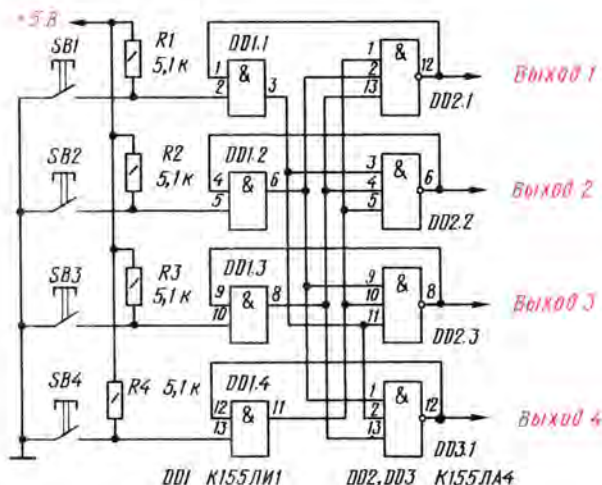 +5 В
SB1
R1
5,1 к
DD1.1
1
2
&
3
1
2
13
&
12
DD2.1
Выход 1
SB2
R2
5,1 к
DD1.2
4
5
&
6
3
4
5
&
6
DD2.2
Выход 2
SB3
R3
5,1 к
DD1.3
9
10
&
8
9
10
11
&
8
DD2.3
Выход 3
SB4
R4 5,1 к
DD1.4
12
13
&
11
1
2
13
&
12
DD3.1
Выход 4
DD1 К155ЛИ1
DD2, DD3 К155ЛА4